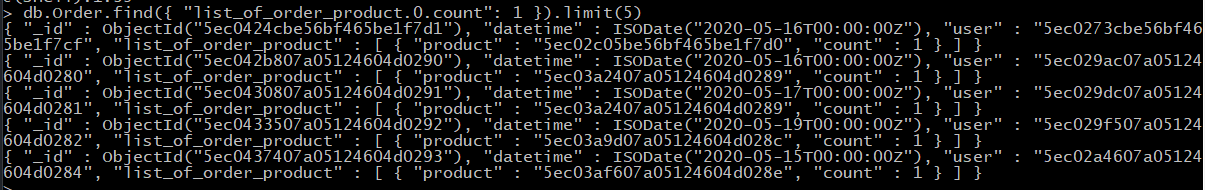 > db.Order.find({ "list_of_order_product.0.count": 1 }).limit(5)
{ "_id" : ObjectId("5ec0424cbe56bf465be1f7d1"), "datetime" : ISODate("2020-05-16T00:00:00Z"), "user" : "5ec0273cbe56bf46
5be1f7cf", "list_of_order_product" : [ { "product" : "5ec02c05be56bf465be1f7d0", "count" : 1 } ] }
{ "_id" : ObjectId("5ec042b807a05124604d0290"), "datetime" : ISODate("2020-05-16T00:00:00Z"), "user" : "5ec029ac07a05124
604d0280", "list_of_order_product" : [ { "product" : "5ec03a2407a05124604d0289", "count" : 1 } ] }
{ "_id" : ObjectId("5ec0430807a05124604d0291"), "datetime" : ISODate("2020-05-17T00:00:00Z"), "user" : "5ec029dc07a05124
604d0281", "list_of_order_product" : [ { "product" : "5ec03a2407a05124604d0289", "count" : 1 } ] }
{ "_id" : ObjectId("5ec0433507a05124604d0292"), "datetime" : ISODate("2020-05-19T00:00:00Z"), "user" : "5ec029f507a05124
604d0282", "list_of_order_product" : [ { "product" : "5ec03a9d07a05124604d028c", "count" : 1 } ] }
{ "_id" : ObjectId("5ec0437407a05124604d0293"), "datetime" : ISODate("2020-05-15T00:00:00Z"), "user" : "5ec02a4607a05124
604d0284", "list_of_order_product" : [ { "product" : "5ec03af607a05124604d028e", "count" : 1 } ] }